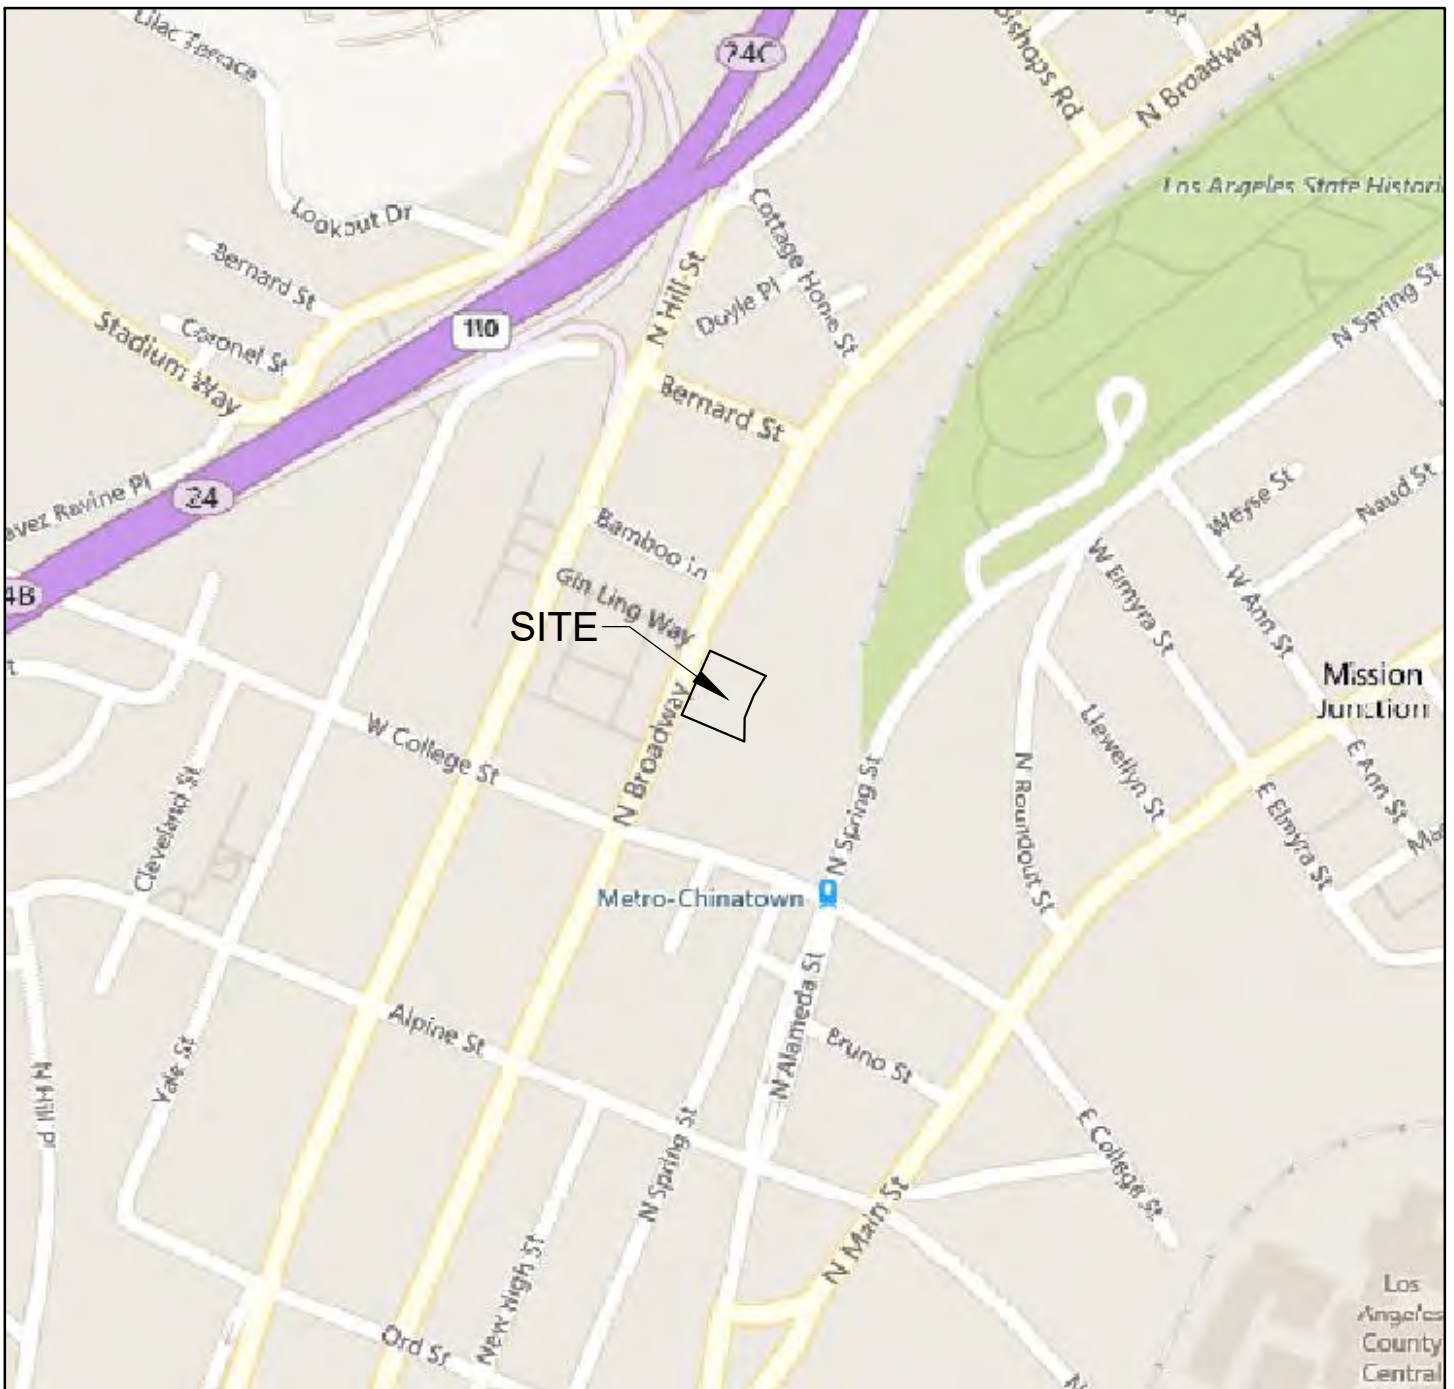 Lilac Terrace
Bishops Rd
N Broadway
Los Angeles State Histori
Lookout Dr
Cottage Home St
Bernard St
N Hill St
Doyle Pl
N Spring St
Coronel St
Stadium Way
110
Bernard St
24
avez Ravine Pl
Weyse St
Naud St
Bamboo Ln
4B
Gin Ling Way
W Elmyra St
W Ann St
SITE
Mission
Junction
W College St
N Broadway
Llewellyn St
E Ann St
Cleveland St
N Spring St
N Roundout St
E Elmyra St
Metro-Chinatown
Alpine St
N Alameda St
Bruno St
Yale St
N Hill Pl
N Spring St
E College St
N Main St
New High St
Ord St
Los
Angeles
County
Central